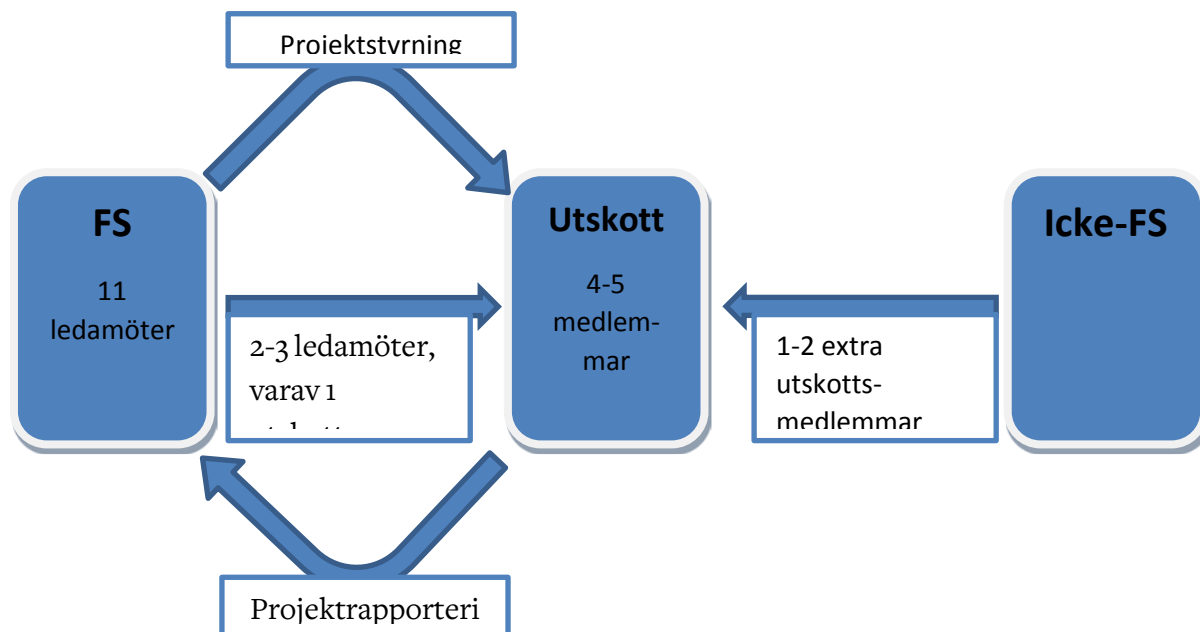 Projektstyrning
FS
11
ledamöter
Utskott
4-5
medlem-
mar
Icke-FS
2-3 ledamöter,
varav 1
1-2 extra
utskotts-
medlemmar
Projektrapporteri